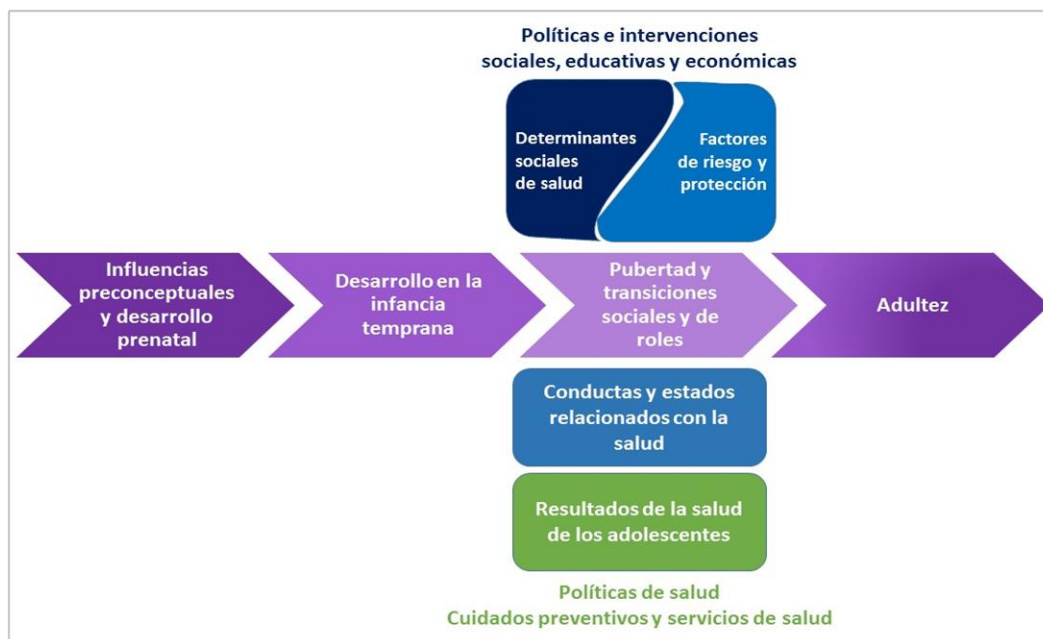 Políticas e intervenciones
sociales, educativas y económicas
Determinantes
sociales
de salud
Factores
de riesgo y
protección
Influencias
preconceptuales
y desarrollo
prenatal
Desarrollo en la
infancia
temprana
Pubertad y
transiciones
sociales y de
roles
Adultez
Conductas y estados
relacionados con la
salud
Resultados de la salud
de los adolescentes
Políticas de salud
Cuidados preventivos y servicios de salud